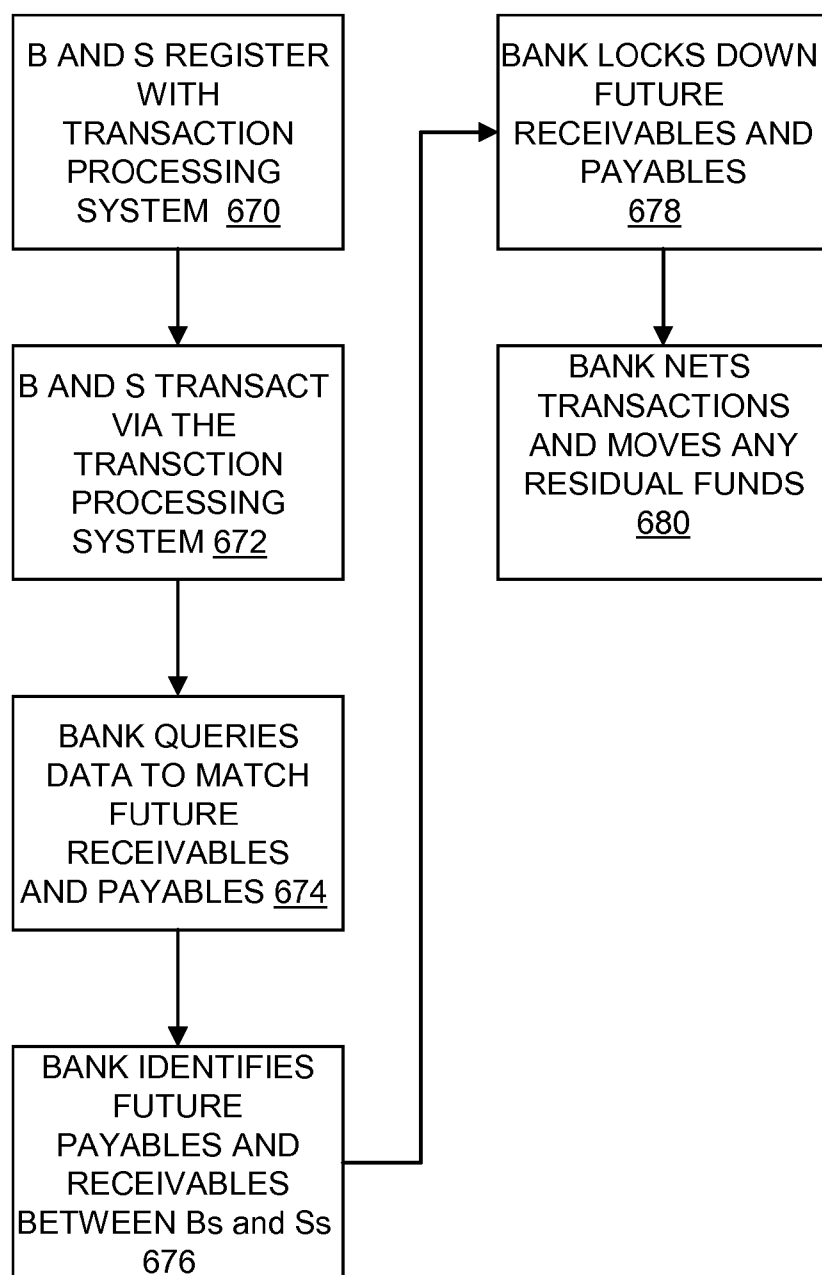 B AND S REGISTER
WITH
TRANSACTION
PROCESSING
SYSTEM 670
B AND S TRANSACT
VIA THE
TRANSCTION
PROCESSING
SYSTEM 672
BANK QUERIES
DATA TO MATCH
FUTURE
RECEIVABLES
AND PAYABLES 674
BANK IDENTIFIES
FUTURE
PAYABLES AND
RECEIVABLES
BETWEEN Bs and Ss
676
BANK LOCKS DOWN
FUTURE
RECEIVABLES AND
PAYABLES
678
BANK NETS
TRANSACTIONS
AND MOVES ANY
RESIDUAL FUNDS
680